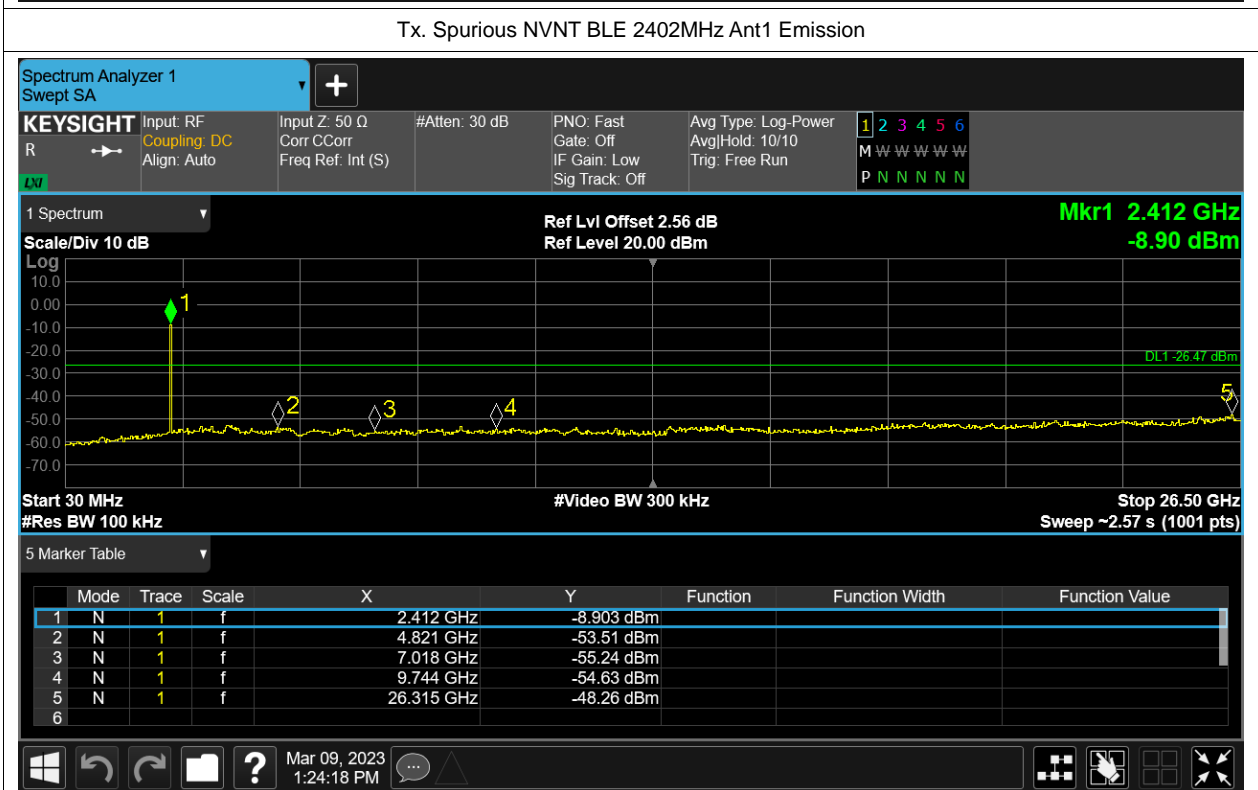 Tx. Spurious NVNT BLE 2402MHz Ant1 Emission
Spectrum Analyzer 1
Swept SA
+
KEYSIGHT
R
LXI
Input: RF
Coupling: DC
Align: Auto
Input Z: 50 Ω
Corr CCorr
Freq Ref: Int (S)
#Atten: 30 dB
PNO: Fast
Gate: Off
IF Gain: Low
Sig Track: Off
Avg Type: Log-Power
Avg|Hold: 10/10
Trig: Free Run
1 2 3 4 5 6
M W W W W W
P N N N N N
1 Spectrum
Scale/Div 10 dB
Ref Lvl Offset 2.56 dB
Ref Level 20.00 dBm
Mkr1 2.412 GHz
-8.90 dBm
Log
10.0
0.00
-10.0
-20.0
-30.0
-40.0
-50.0
-60.0
-70.0
1
2
3
4
5
DL1 -26.47 dBm
Start 30 MHz
#Res BW 100 kHz
#Video BW 300 kHz
Stop 26.50 GHz
Sweep ~2.57 s (1001 pts)
5 Marker Table
Mode Trace Scale X Y Function Function Width Function Value
1 N 1 f 2.412 GHz -8.903 dBm
2 N 1 f 4.821 GHz -53.51 dBm
3 N 1 f 7.018 GHz -55.24 dBm
4 N 1 f 9.744 GHz -54.63 dBm
5 N 1 f 26.315 GHz -48.26 dBm
6
?
Mar 09, 2023
1:24:18 PM